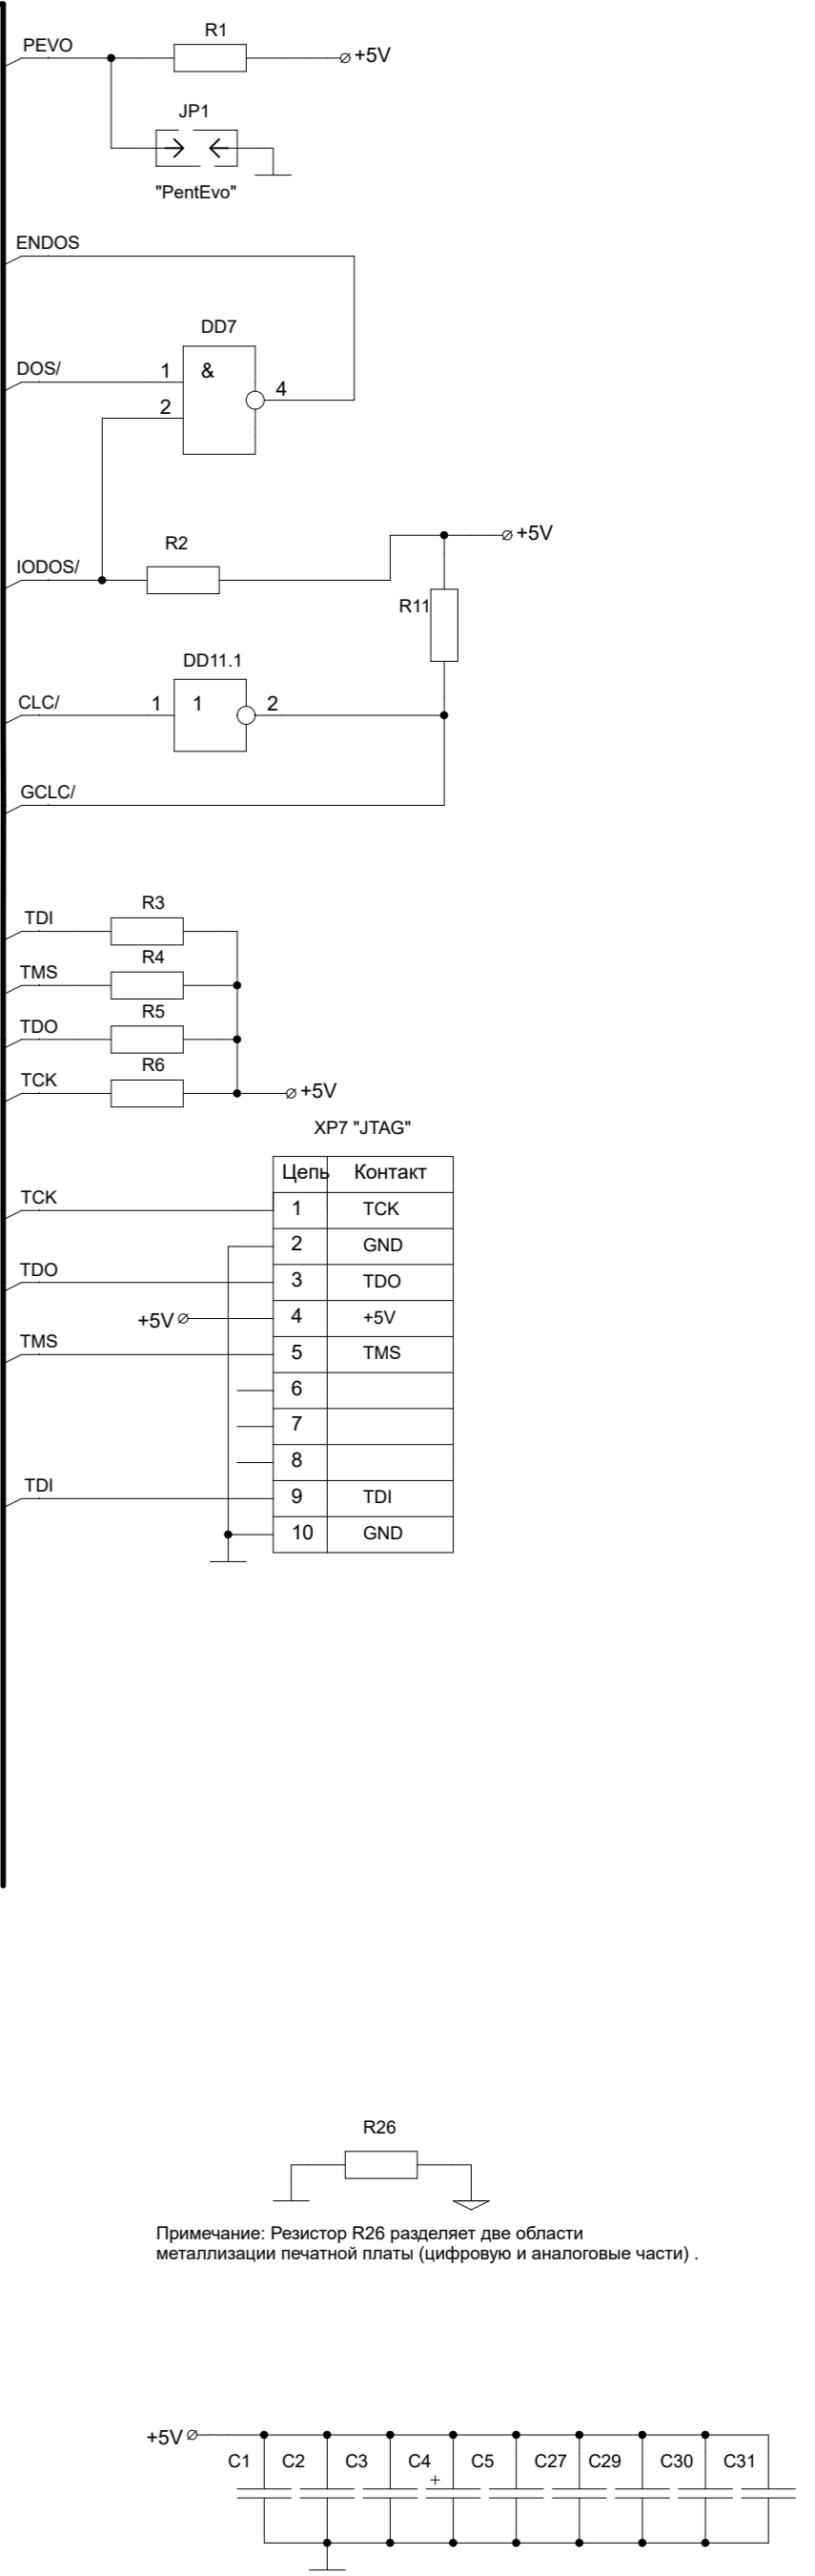 R1
PEVO
+5V
JP1
"PentEvo"
ENDOS
DD7
DOS/
1
&
2
4
+5V
R2
IODOS/
R11
DD11.1
CLC/
1
1
2
GCLC/
R3
TDI
R4
TMS
R5
TDO
R6
TCK
+5V
XP7 "JTAG"
Цепь Контакт
TCK
1 TCK
2 GND
TDO
3 TDO
+5V
4 +5V
TMS
5 TMS
6
7
8
TDI
9 TDI
10 GND
R26
Примечание: Резистор R26 разделяет две области
металлизации печатной платы (цифровую и аналоговые части) .
+5V
C1 C2 C3 C4 C5 C27 C29 C30 C31
+